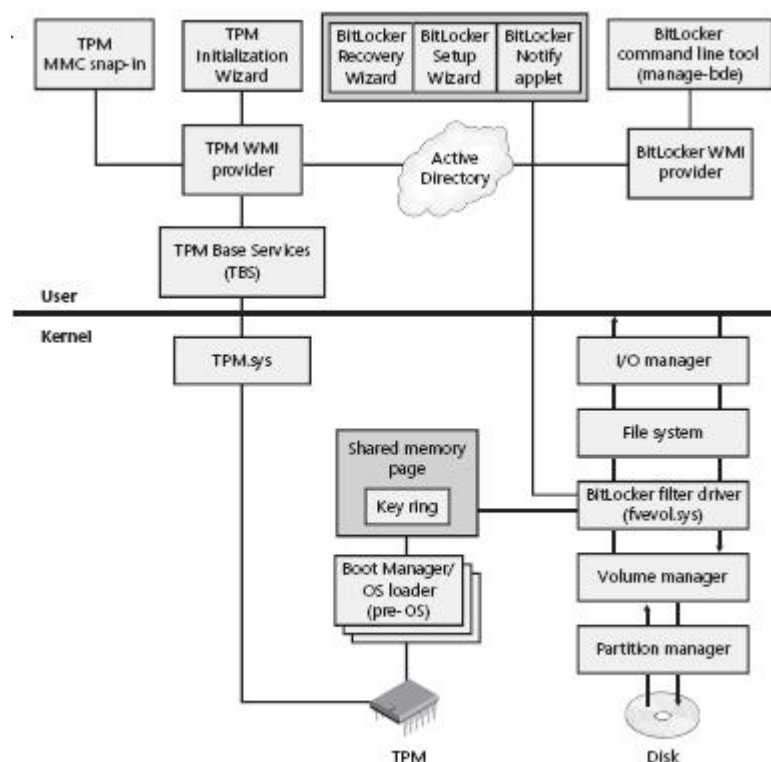 TPM
MMC snap-in
TPM
Initialization
Wizard
BitLocker
Recovery
Wizard
BitLocker
Setup
Wizard
BitLocker
Notify
applet
BitLocker
command line tool
(manage-bde)
TPM WMI
provider
Active
Directory
BitLocker WMI
provider
TPM Base Services
(TBS)
User
Kernel
TPM.sys
I/O manager
File system
Shared memory
page
Key ring
BitLocker filter driver
(fvevol.sys)
Boot Manager/
OS loader
(pre-OS)
Volume manager
Partition manager
TPM
Disk